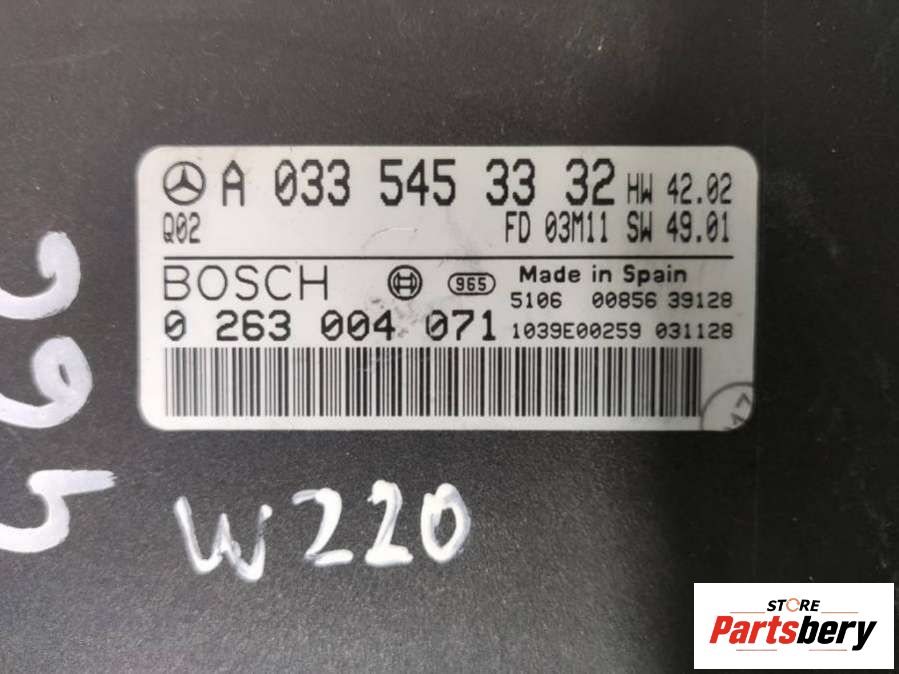 A 033 545 33 32 HW 42.02
Q02 FD 03M11 SW 49.01
BOSCH 965 Made in Spain
5106 00856 39128
0 263 004 071 1039E00259 031128
W220
STORE
Partsbery